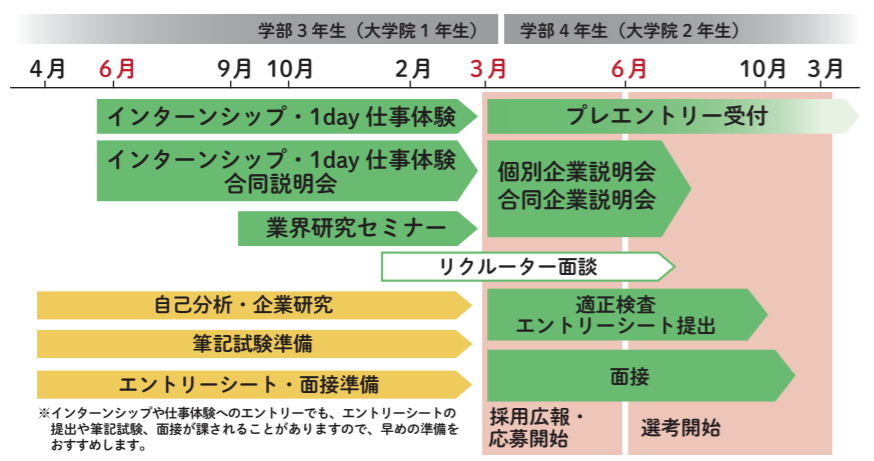 学部3年生（大学院1年生）
学部4年生（大学院2年生）
4月 6月 9月 10月 2月 3月 6月 10月 3月
インターンシップ・1day 仕事体験
プレエントリー受付
インターンシップ・1day 仕事体験
合同説明会
個別企業説明会
合同企業説明会
業界研究セミナー
リクルーター面談
自己分析・企業研究
適正検査
エントリーシート提出
筆記試験準備
面接
エントリーシート・面接準備
※インターンシップや仕事体験へのエントリーでも、エントリーシートの
提出や筆記試験、面接が課されることがありますので、早めの準備を
おすすめします。
採用広報・
応募開始
選考開始